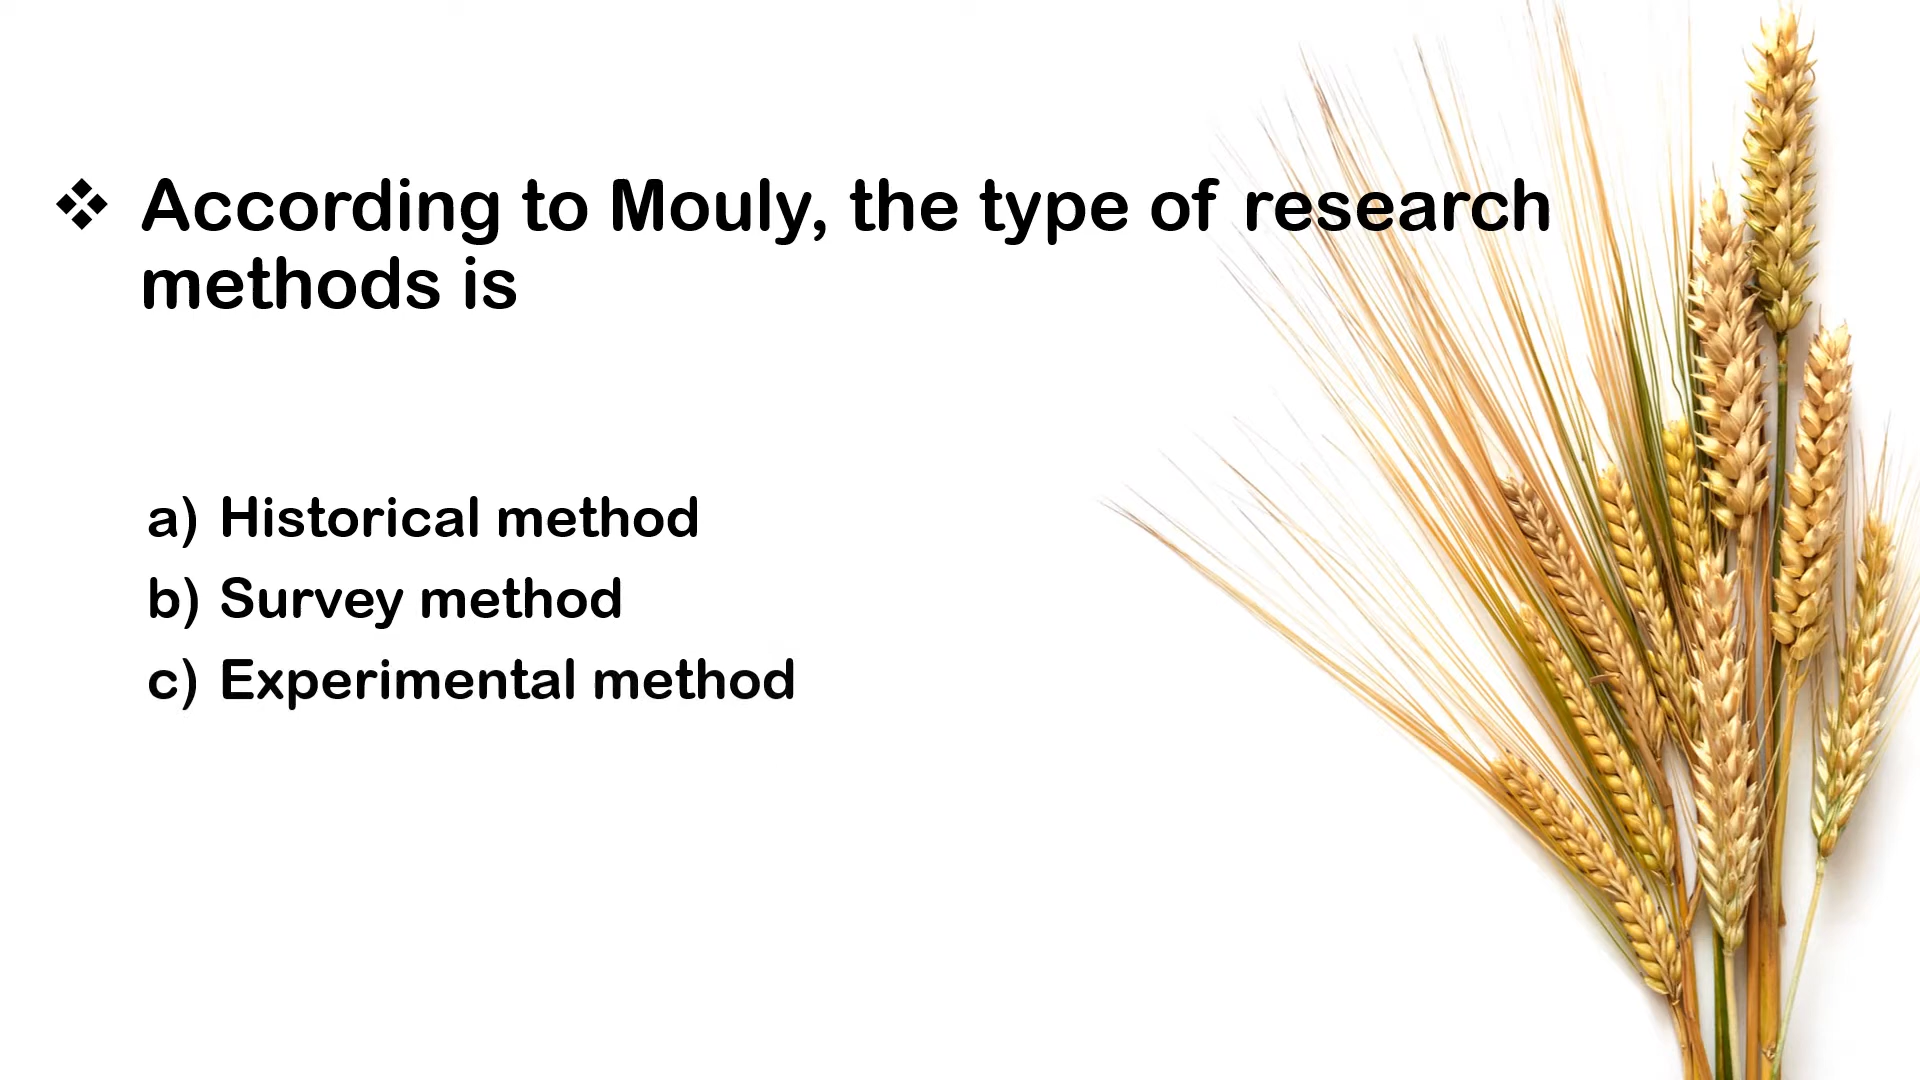 ❖ According to Mouly, the type of research
methods is
a) Historical method
b) Survey method
c) Experimental method